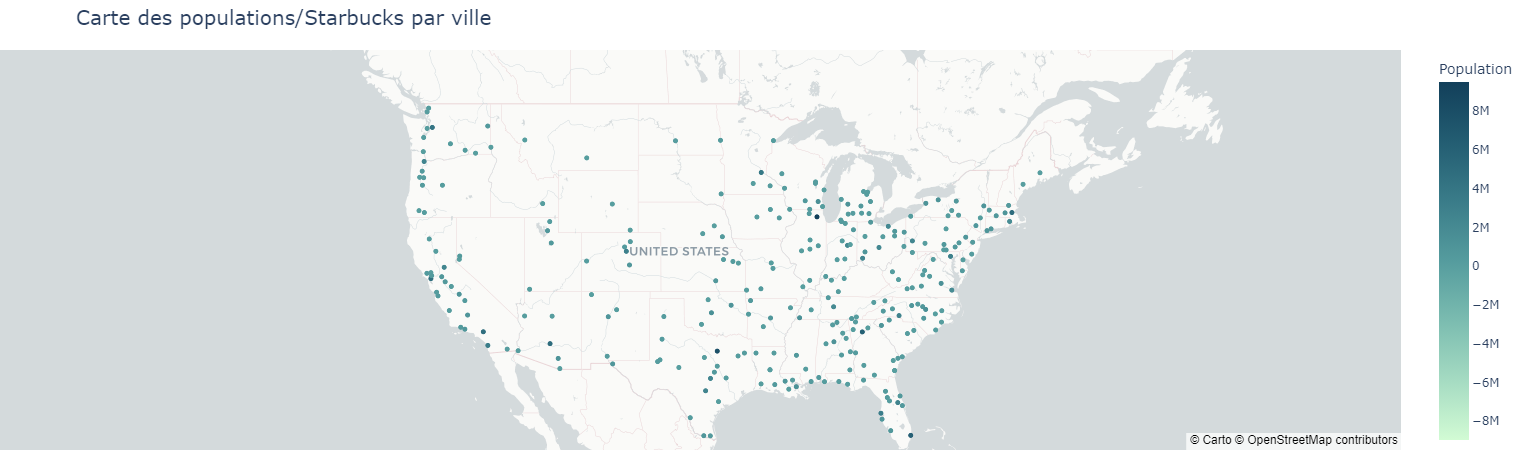 Carte des populations/Starbucks par ville
Population
8M
6M
4M
2M
0
−2M
−4M
−6M
−8M
UNITED STATES
© Carto © OpenStreetMap contributors